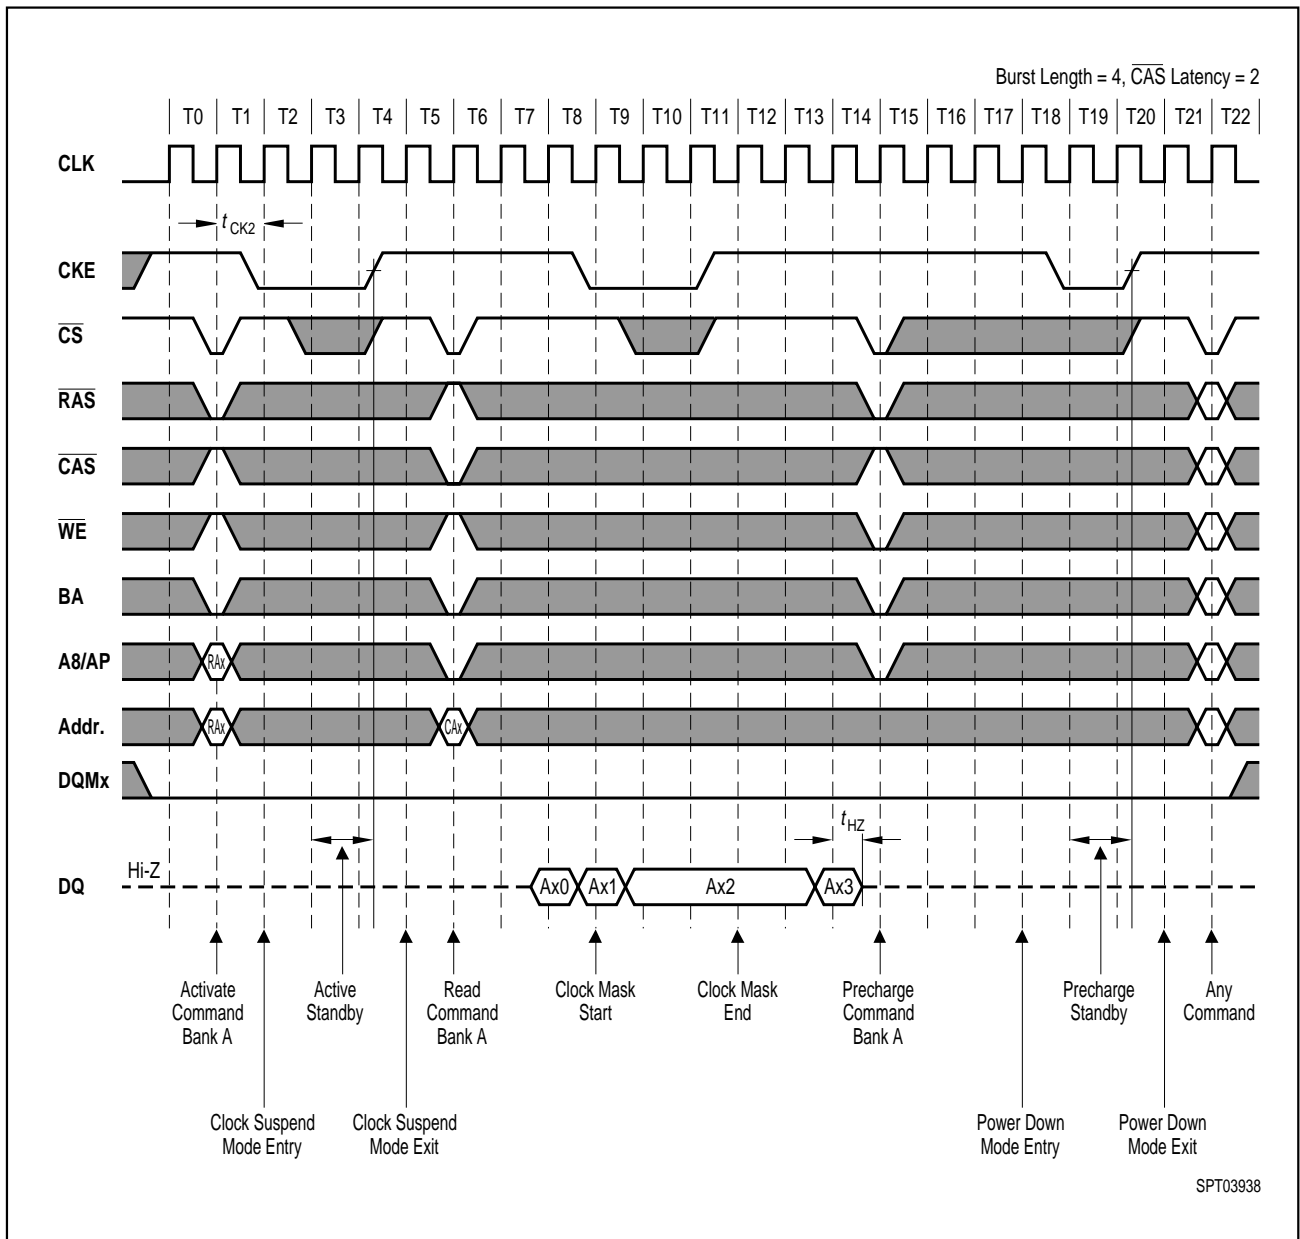 Burst Length = 4, CAS Latency = 2
T0 T1 T2 T3 T4 T5 T6 T7 T8 T9 T10 T11 T12 T13 T14 T15 T16 T17 T18 T19 T20 T21 T22
CLK
t CK2
CKE
CS
RAS
CAS
WE
BA
A8/AP RAx
Addr. RAx CAx
DQMx
t HZ
DQ Hi-Z Ax0 Ax1 Ax2 Ax3
Activate
Command
Bank A
Active
Standby
Read
Command
Bank A
Clock Mask
Start
Clock Mask
End
Precharge
Command
Bank A
Precharge
Standby
Any
Command
Clock Suspend
Mode Entry
Clock Suspend
Mode Exit
Power Down
Mode Entry
Power Down
Mode Exit
SPT03938